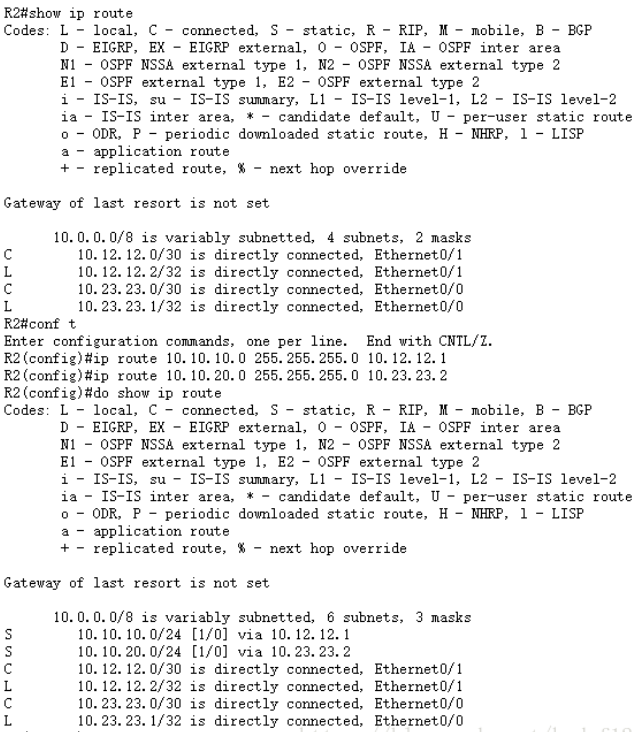 R2#show ip route
Codes: L - local, C - connected, S - static, R - RIP, M - mobile, B - BGP
D - EIGRP, EX - EIGRP external, O - OSPF, IA - OSPF inter area
N1 - OSPF NSSA external type 1, N2 - OSPF NSSA external type 2
E1 - OSPF external type 1, E2 - OSPF external type 2
i - IS-IS, su - IS-IS summary, L1 - IS-IS level-1, L2 - IS-IS level-2
ia - IS-IS inter area, * - candidate default, U - per-user static route
o - ODR, P - periodic downloaded static route, H - NHRP, l - LISP
a - application route
+ - replicated route, % - next hop override
Gateway of last resort is not set
10.0.0.0/8 is variably subnetted, 4 subnets, 2 masks
C 10.12.12.0/30 is directly connected, Ethernet0/1
L 10.12.12.2/32 is directly connected, Ethernet0/1
C 10.23.23.0/30 is directly connected, Ethernet0/0
L 10.23.23.1/32 is directly connected, Ethernet0/0
R2#conf t
Enter configuration commands, one per line. End with CNTL/Z.
R2(config)#ip route 10.10.10.0 255.255.255.0 10.12.12.1
R2(config)#ip route 10.10.20.0 255.255.255.0 10.23.23.2
R2(config)#do show ip route
Codes: L - local, C - connected, S - static, R - RIP, M - mobile, B - BGP
D - EIGRP, EX - EIGRP external, O - OSPF, IA - OSPF inter area
N1 - OSPF NSSA external type 1, N2 - OSPF NSSA external type 2
E1 - OSPF external type 1, E2 - OSPF external type 2
i - IS-IS, su - IS-IS summary, L1 - IS-IS level-1, L2 - IS-IS level-2
ia - IS-IS inter area, * - candidate default, U - per-user static route
o - ODR, P - periodic downloaded static route, H - NHRP, l - LISP
a - application route
+ - replicated route, % - next hop override
Gateway of last resort is not set
10.0.0.0/8 is variably subnetted, 6 subnets, 3 masks
S 10.10.10.0/24 [1/0] via 10.12.12.1
S 10.10.20.0/24 [1/0] via 10.23.23.2
C 10.12.12.0/30 is directly connected, Ethernet0/1
L 10.12.12.2/32 is directly connected, Ethernet0/1
C 10.23.23.0/30 is directly connected, Ethernet0/0
L 10.23.23.1/32 is directly connected, Ethernet0/0